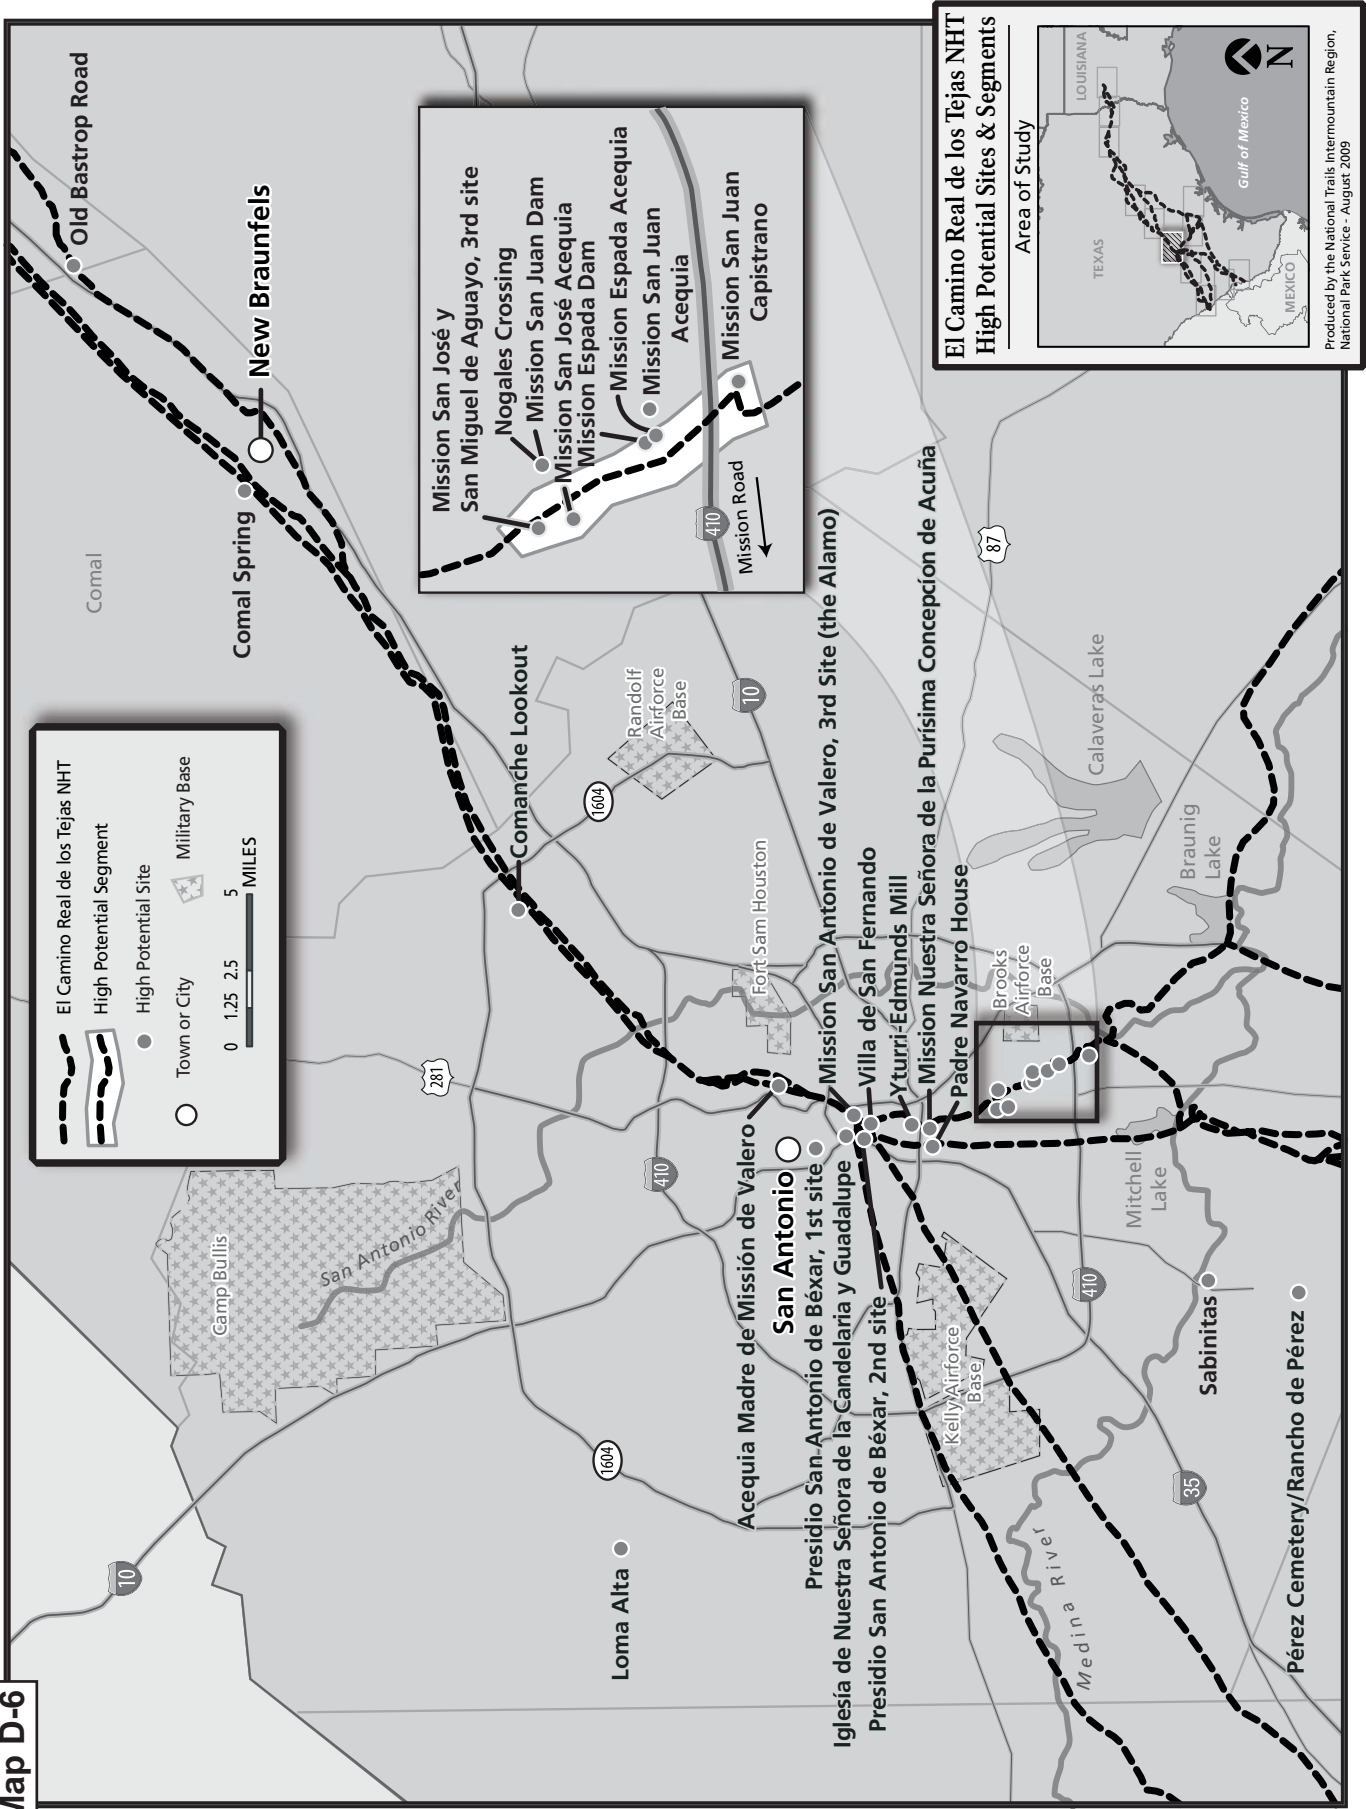 Map D-6
El Camino Real de los Tejas NHT
High Potential Segment
High Potential Site
Town or City
Military Base
0 1.25 2.5 5
MILES
Old Bastrop Road
New Braunfels
Comal
Comal Spring
Comanche Lookout
Randolf
Airforce
Base
10
1604
281
410
10
Camp Bullis
San Antonio River
Fort Sam Houston
1604
Loma Alta
Acequia Madre de Missión de Valero
San Antonio
Presidio San Antonio de Béxar, 1st site
Iglesía de Nuestra Señora de la Candelaria y Guadalupe
Presidio San Antonio de Béxar, 2nd site
Mission San Antonio de Valero, 3rd Site (the Alamo)
Villa de San Fernando
Yturri-Edmunds Mill
Mission Nuestra Señora de la Purísima Concepcíon de Acuña
Padre Navarro House
Brooks
Airforce
Base
Kelly Airforce
Base
87
Calaveras Lake
Braunig
Lake
Mitchell
Lake
410
35
Medina River
Sabinitas
Pérez Cemetery/Rancho de Pérez
Mission San José y
San Miguel de Aguayo, 3rd site
Nogales Crossing
Mission San Juan Dam
Mission San José Acequia
Mission Espada Dam
Mission Espada Acequia
Mission San Juan
Acequia
Mission San Juan
Capistrano
410
Mission Road
El Camino Real de los Tejas NHT
High Potential Sites & Segments
Area of Study
TEXAS
LOUISIANA
MEXICO
Gulf of Mexico
N
Produced by the National Trails Intermountain Region,
National Park Service - August 2009